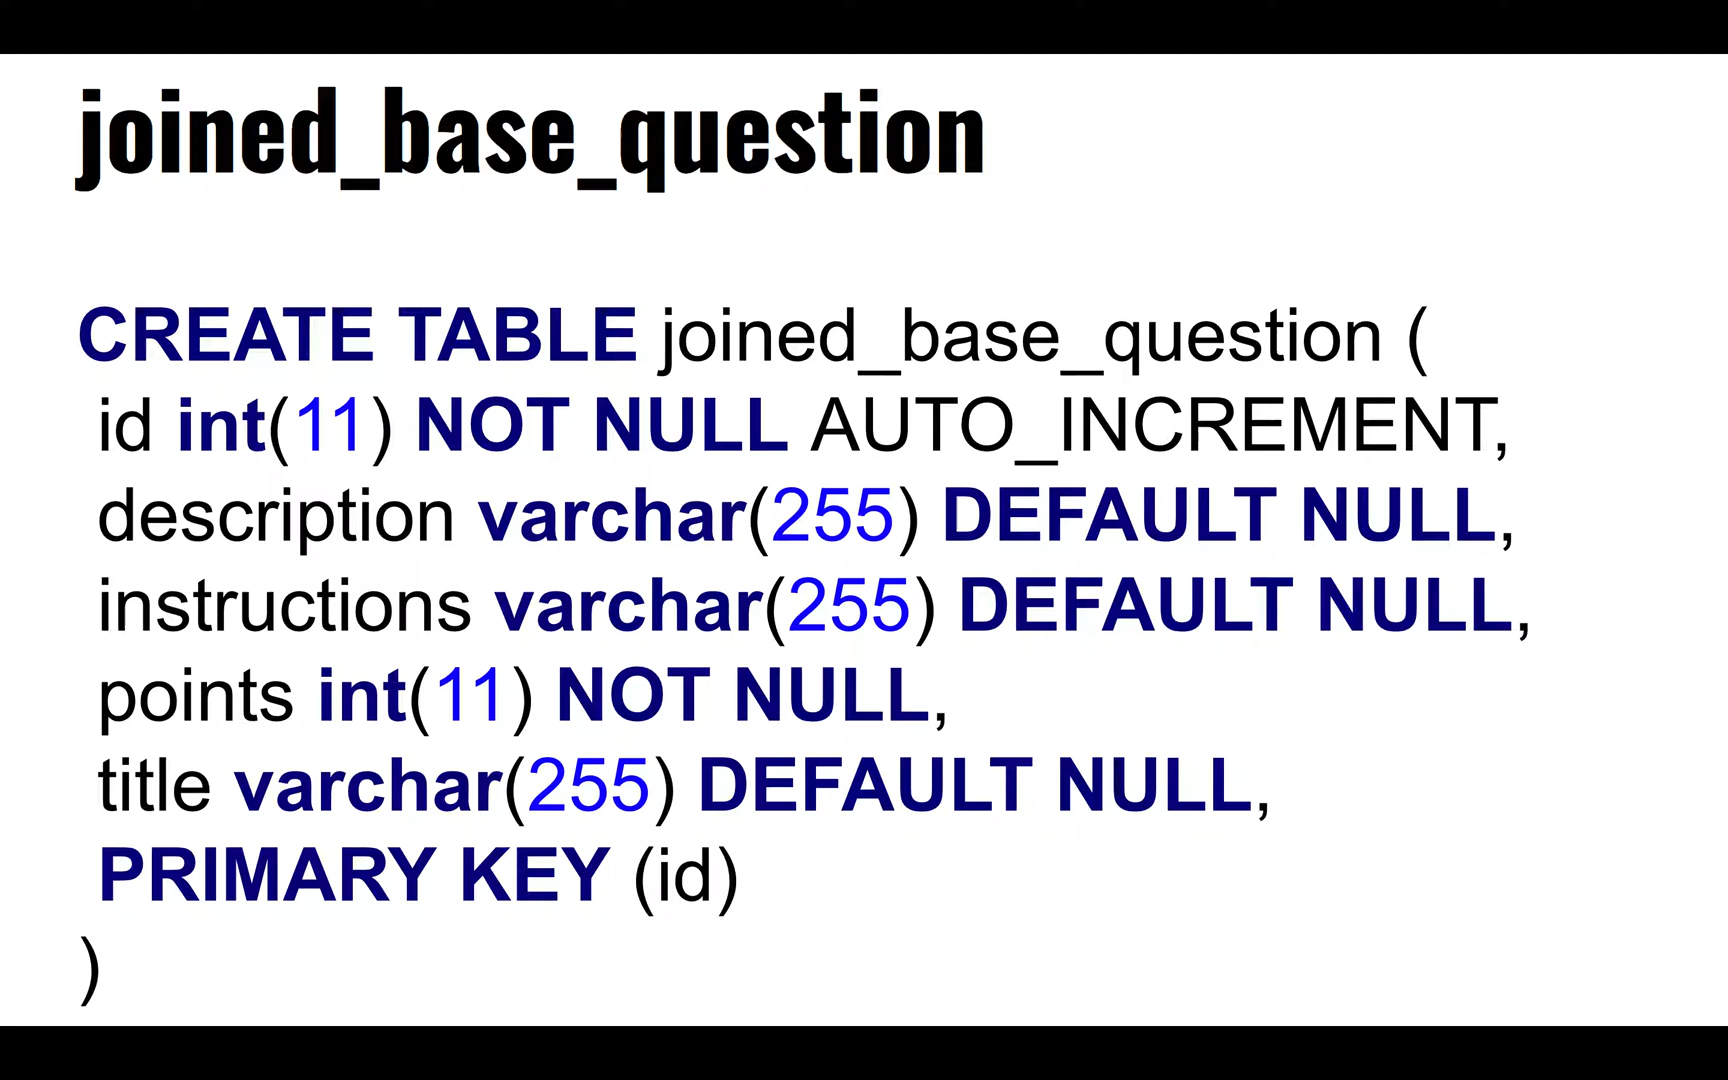 joined_base_question
CREATE TABLE joined_base_question (
id int(11) NOT NULL AUTO_INCREMENT,
description varchar(255) DEFAULT NULL,
instructions varchar(255) DEFAULT NULL,
points int(11) NOT NULL,
title varchar(255) DEFAULT NULL,
PRIMARY KEY (id)
)